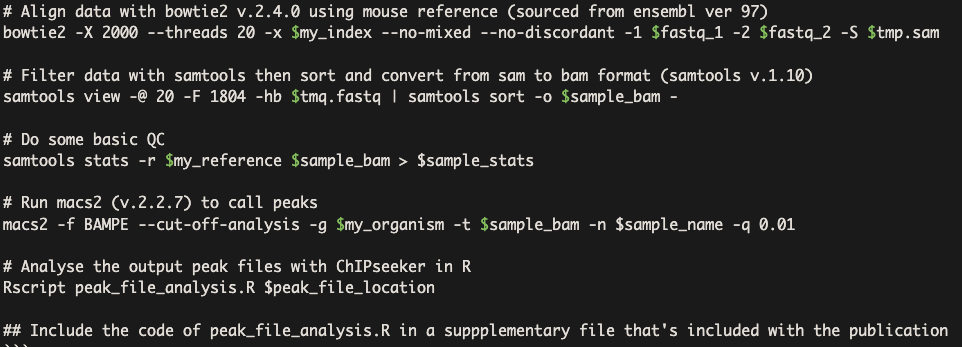 # Align data with bowtie2 v.2.4.0 using mouse reference (sourced from ensembl ver 97)
bowtie2 -X 2000 --threads 20 -x $my_index --no-mixed --no-discordant -1 $fastq_1 -2 $fastq_2 -S $tmp.sam
# Filter data with samtools then sort and convert from sam to bam format (samtools v.1.10)
samtools view -@ 20 -F 1804 -hb $tmq.fastq | samtools sort -o $sample_bam -
# Do some basic QC
samtools stats -r $my_reference $sample_bam > $sample_stats
# Run macs2 (v.2.2.7) to call peaks
macs2 -f BAMPE --cut-off-analysis -g $my_organism -t $sample_bam -n $sample_name -q 0.01
# Analyse the output peak files with ChIPseeker in R
Rscript peak_file_analysis.R $peak_file_location
## Include the code of peak_file_analysis.R in a suppplementary file that's included with the publication
```